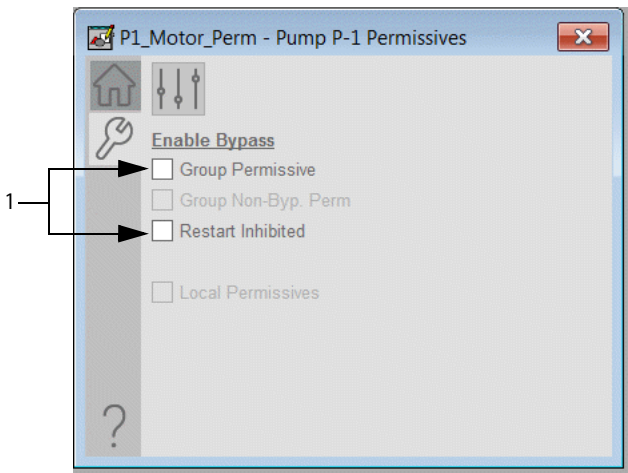 P1_Motor_Perm - Pump P-1 Permissives
Enable Bypass
Group Permissive
Group Non-Byp. Perm
1
Restart Inhibited
Local Permissives
?